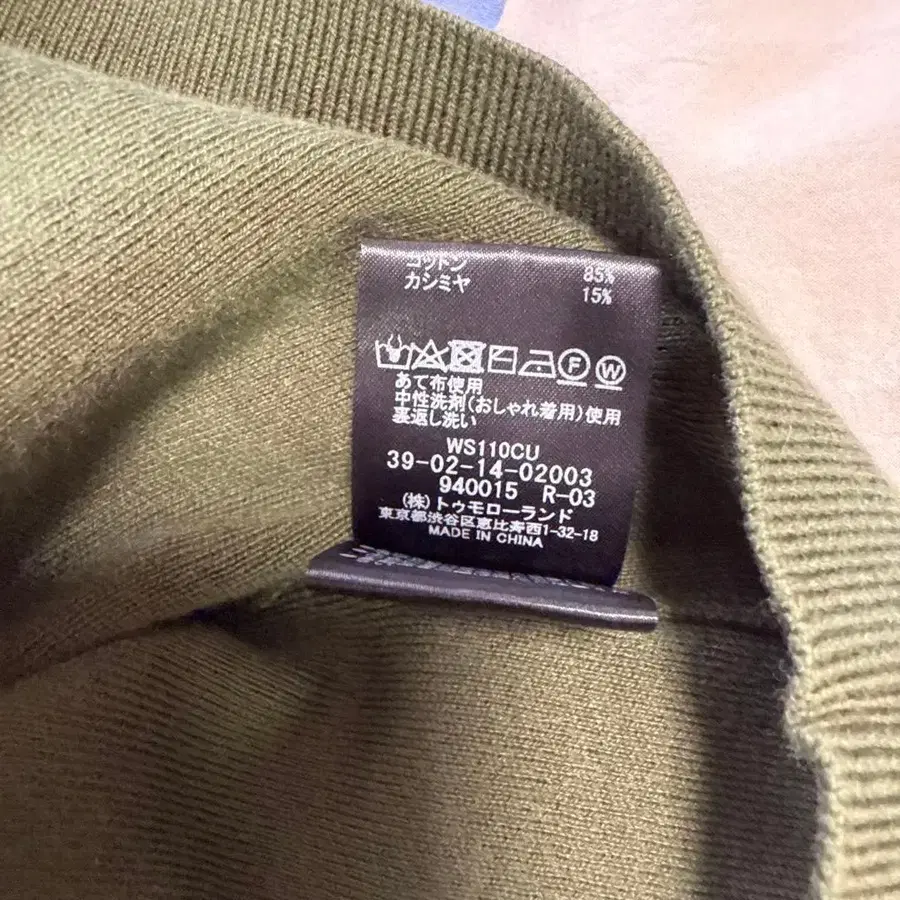 コットン 85%
カシミヤ 15%
F W
あて布使用
中性洗剤(おしゃれ着用)使用
裏返し洗い
WS110CU
39-02-14-02003
940015 R-03
(株)トゥモローランド
東京都渋谷区恵比寿西1-32-18
MADE IN CHINA